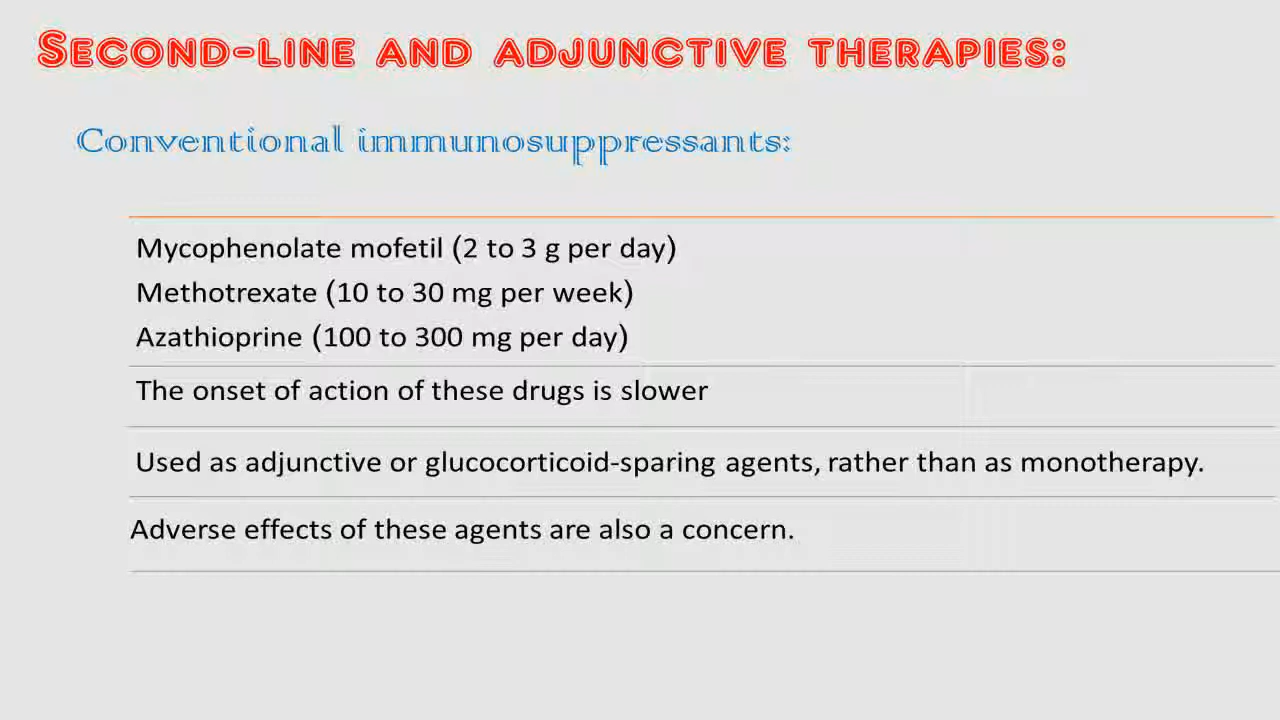 Second-line and adjunctive therapies:
Conventional immunosuppressants:
Mycophenolate mofetil (2 to 3 g per day)
Methotrexate (10 to 30 mg per week)
Azathioprine (100 to 300 mg per day)
The onset of action of these drugs is slower
Used as adjunctive or glucocorticoid-sparing agents, rather than as monotherapy.
Adverse effects of these agents are also a concern.